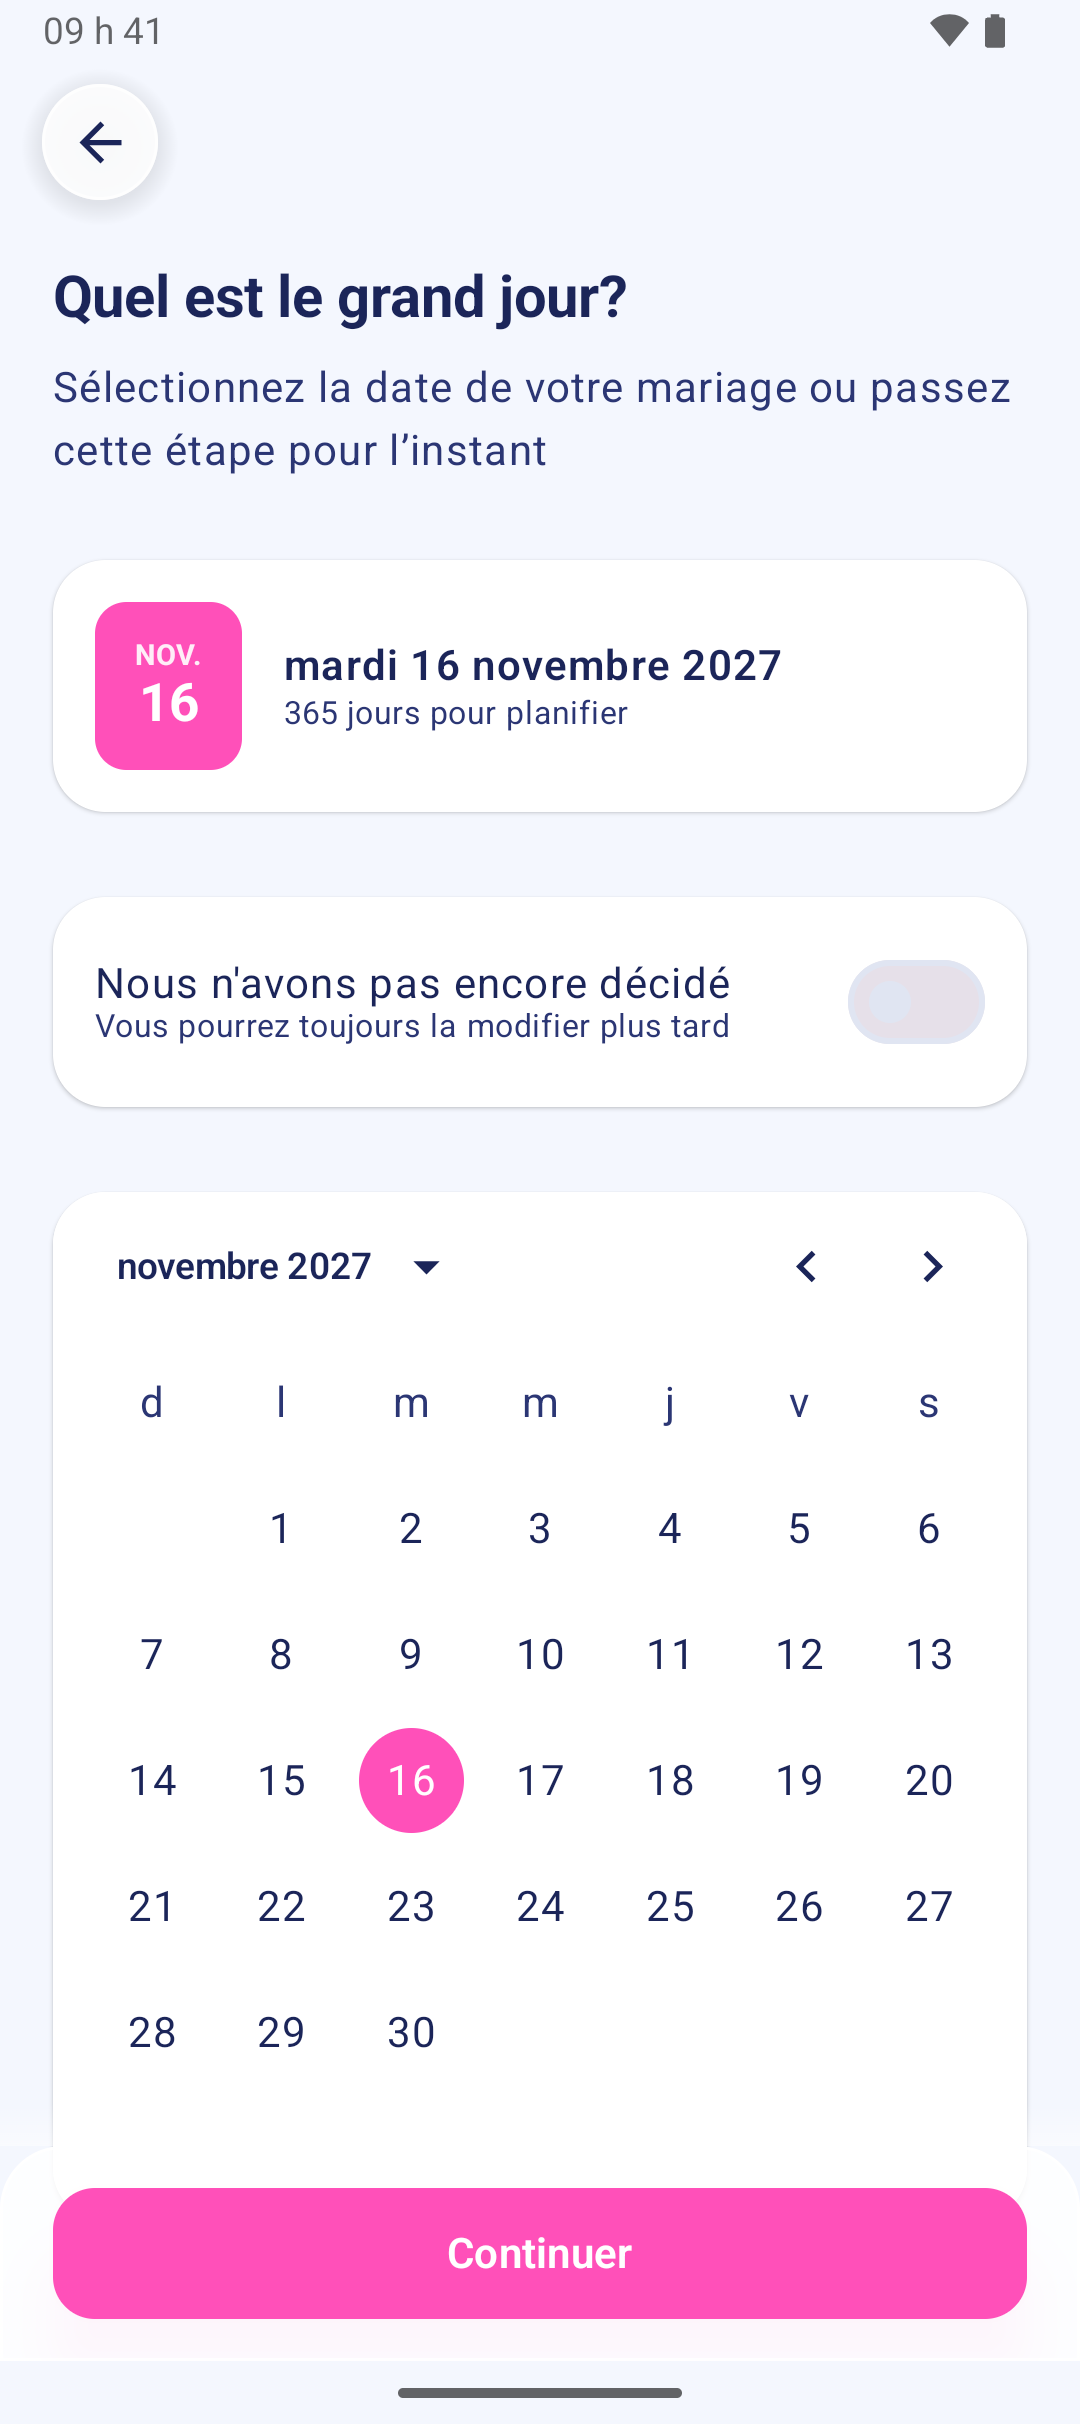 09 h 41
Quel est le grand jour?
Sélectionnez la date de votre mariage ou passez
cette étape pour l’instant
NOV.
16
mardi 16 novembre 2027
365 jours pour planifier
Nous n'avons pas encore décidé
Vous pourrez toujours la modifier plus tard
novembre 2027
d l m m j v s
1 2 3 4 5 6
7 8 9 10 11 12 13
14 15 16 17 18 19 20
21 22 23 24 25 26 27
28 29 30
Continuer